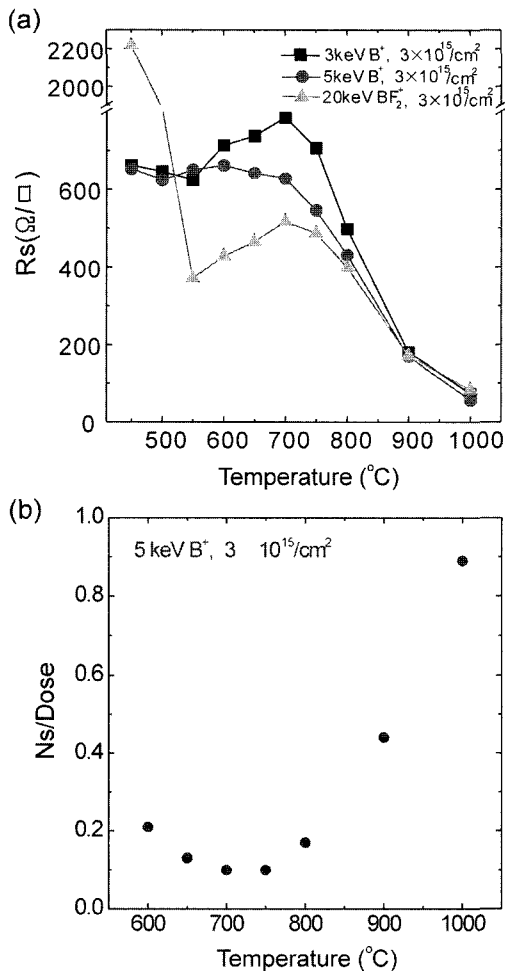 (a)
2200
2000
600
400
200
0
Rs(Ω/□)
3keV B⁺, 3×10¹⁵/cm²
5keV B⁺, 3×10¹⁵/cm²
20keV BF₂⁺, 3×10¹⁵/cm²
500 600 700 800 900 1000
Temperature (°C)
(b)
5 keV B⁺, 3 10¹⁵/cm²
1.0
0.8
0.6
0.4
0.2
0.0
Ns/Dose
600 700 800 900 1000
Temperature (°C)